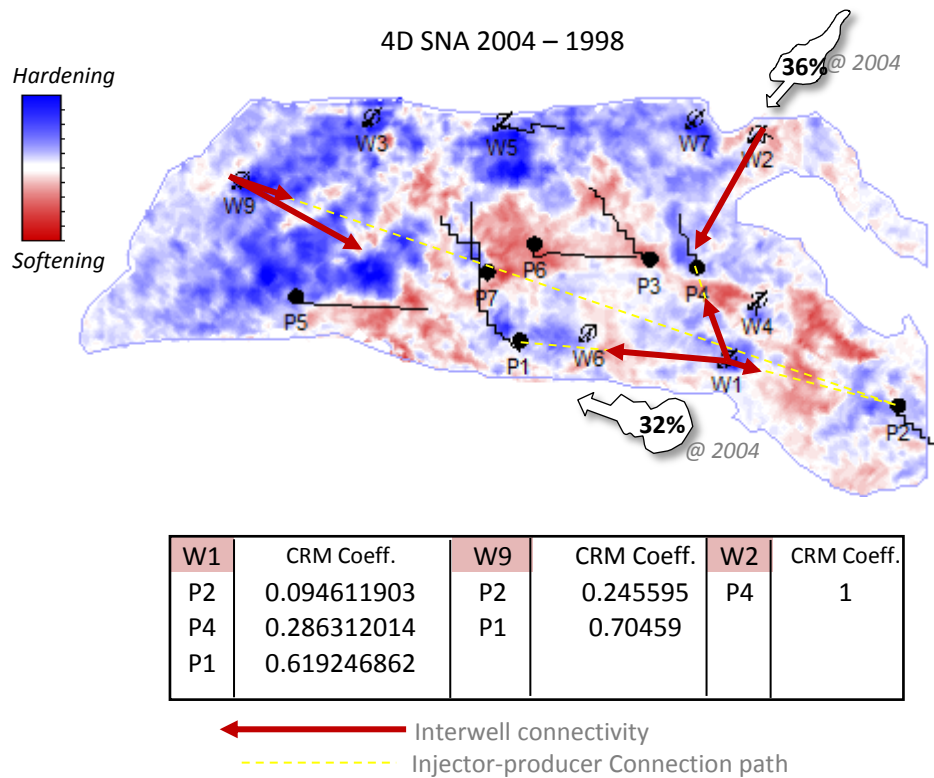 4D SNA 2004 – 1998
36% @ 2004
Hardening
Softening
W3
W5
W7
W2
W9
P6
P3
P4
P7
W4
P5
P1
W6
W1
P2
32%
@ 2004
W1 CRM Coeff. W9 CRM Coeff. W2 CRM Coeff.
P2 0.094611903 P2 0.245595 P4 1
P4 0.286312014 P1 0.70459
P1 0.619246862
Interwell connectivity
Injector-producer Connection path